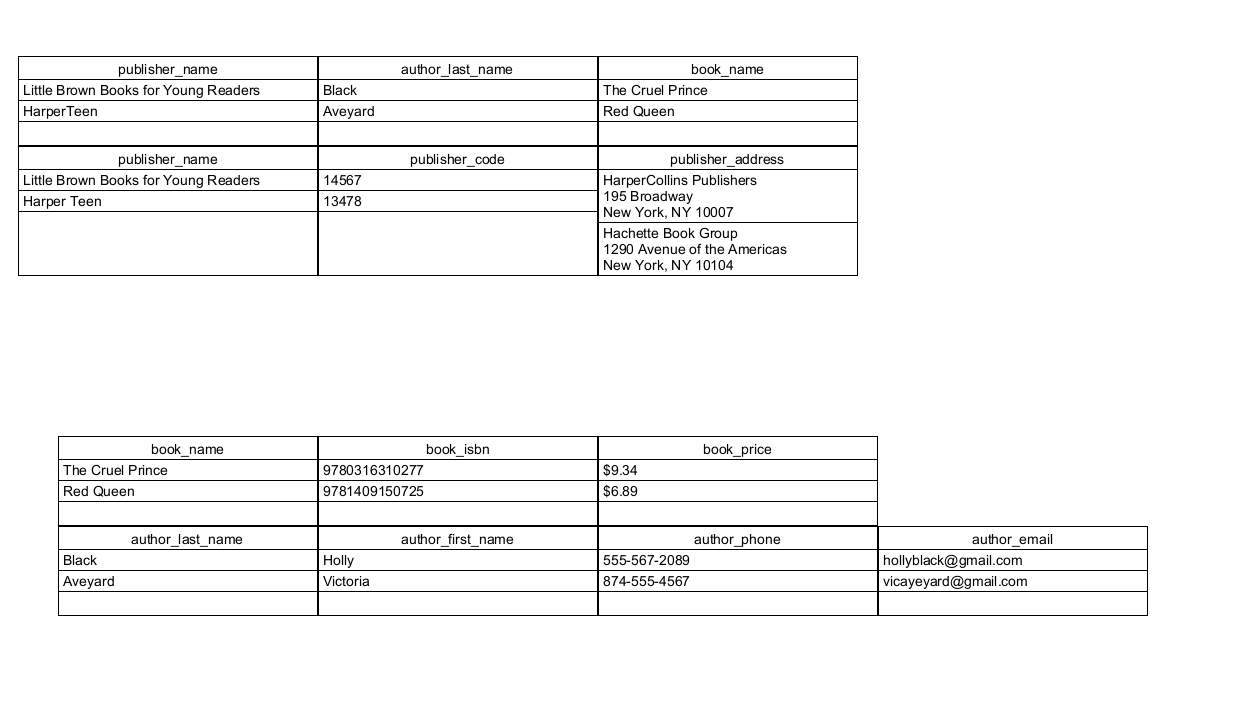 publisher_name author_last_name book_name
Little Brown Books for Young Readers Black The Cruel Prince
HarperTeen Aveyard Red Queen
publisher_name publisher_code publisher_address
Little Brown Books for Young Readers 14567 HarperCollins Publishers
Harper Teen 13478 195 Broadway
New York, NY 10007
Hachette Book Group
1290 Avenue of the Americas
New York, NY 10104
book_name book_isbn book_price
The Cruel Prince 9780316310277 $9.34
Red Queen 9781409150725 $6.89
author_last_name author_first_name author_phone author_email
Black Holly 555-567-2089 hollyblack@gmail.com
Aveyard Victoria 874-555-4567 vicayeyard@gmail.com